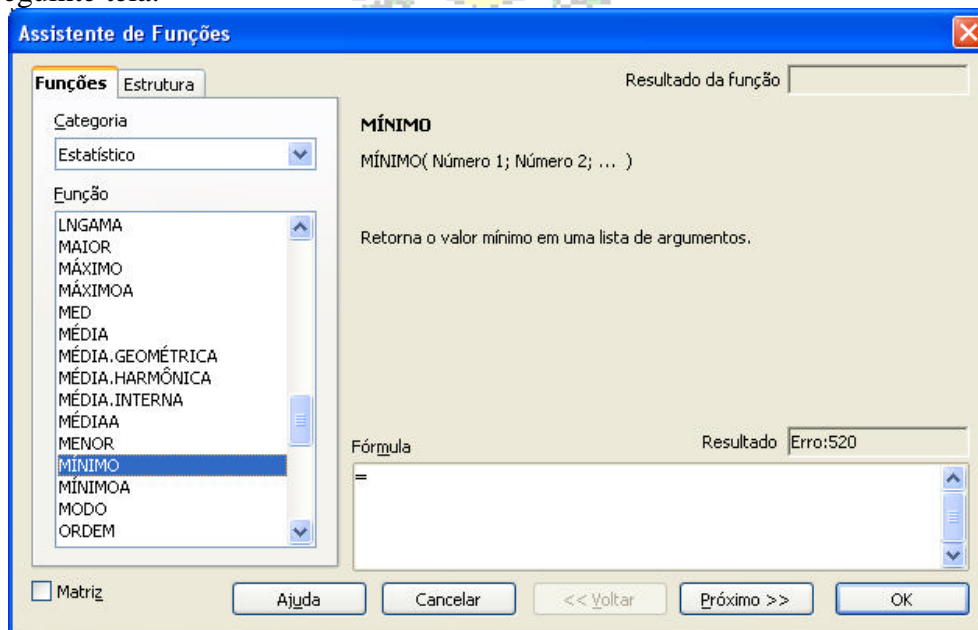 eguinte tela:
Assistente de Funções
Funções Estrutura
Resultado da função
Categoria
Estatístico
Função
LNGAMA
MAIOR
MÁXIMO
MÁXIMOA
MED
MÉDIA
MÉDIA.GEOMÉTRICA
MÉDIA.HARMÔNICA
MÉDIA.INTERNA
MÉDIAA
MENOR
MÍNIMO
MÍNIMOA
MODO
ORDEM
MÍNIMO
MÍNIMO( Número 1; Número 2; ... )
Retorna o valor mínimo em uma lista de argumentos.
Fórmula
Resultado Erro:520
=
Matriz
Ajuda
Cancelar
<< Voltar
Próximo >>
OK